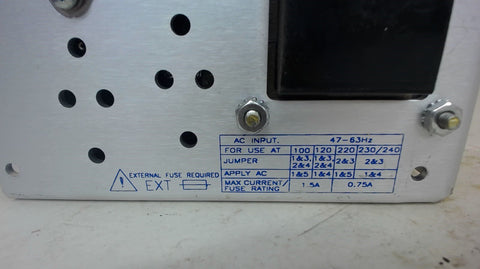 AC INPUT. 47-63Hz
FOR USE AT 100 120 220 230/240
JUMPER 1&3, 2&4 1&3, 2&4 2&3 2&3
APPLY AC 1&5 1&4 1&5 1&4
MAX CURRENT/ FUSE RATING 1.5A 0.75A
EXTERNAL FUSE REQUIRED
EXT